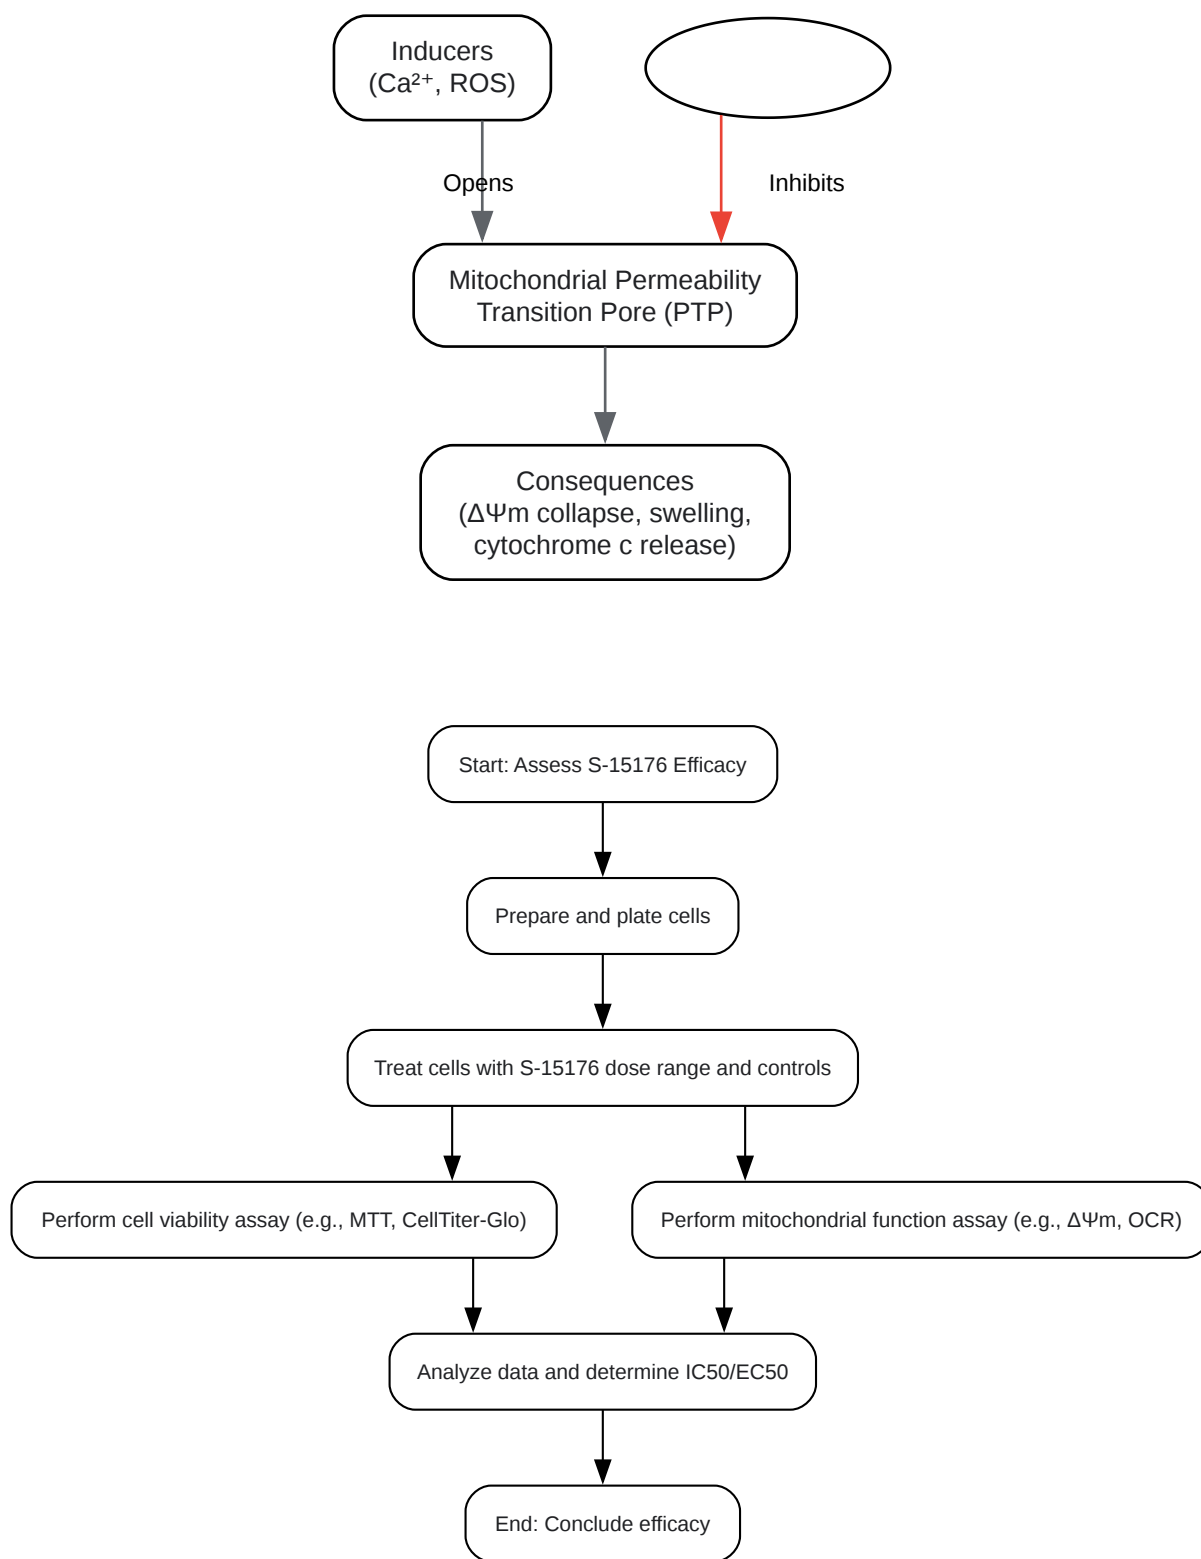 Inducers
(Ca²⁺, ROS)
Opens
Inhibits
Mitochondrial Permeability
Transition Pore (PTP)
Consequences
(ΔΨm collapse, swelling,
cytochrome c release)
Start: Assess S-15176 Efficacy
Prepare and plate cells
Treat cells with S-15176 dose range and controls
Perform cell viability assay (e.g., MTT, CellTiter-Glo)
Perform mitochondrial function assay (e.g., ΔΨm, OCR)
Analyze data and determine IC50/EC50
End: Conclude efficacy